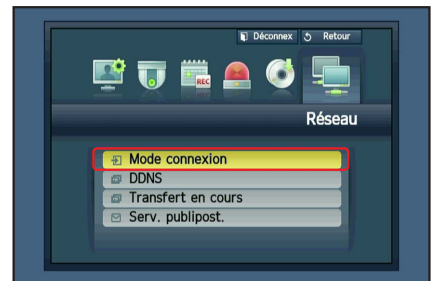 Déconnex Retour
REC
Réseau
Mode connexion
DDNS
Transfert en cours
Serv. publipost.